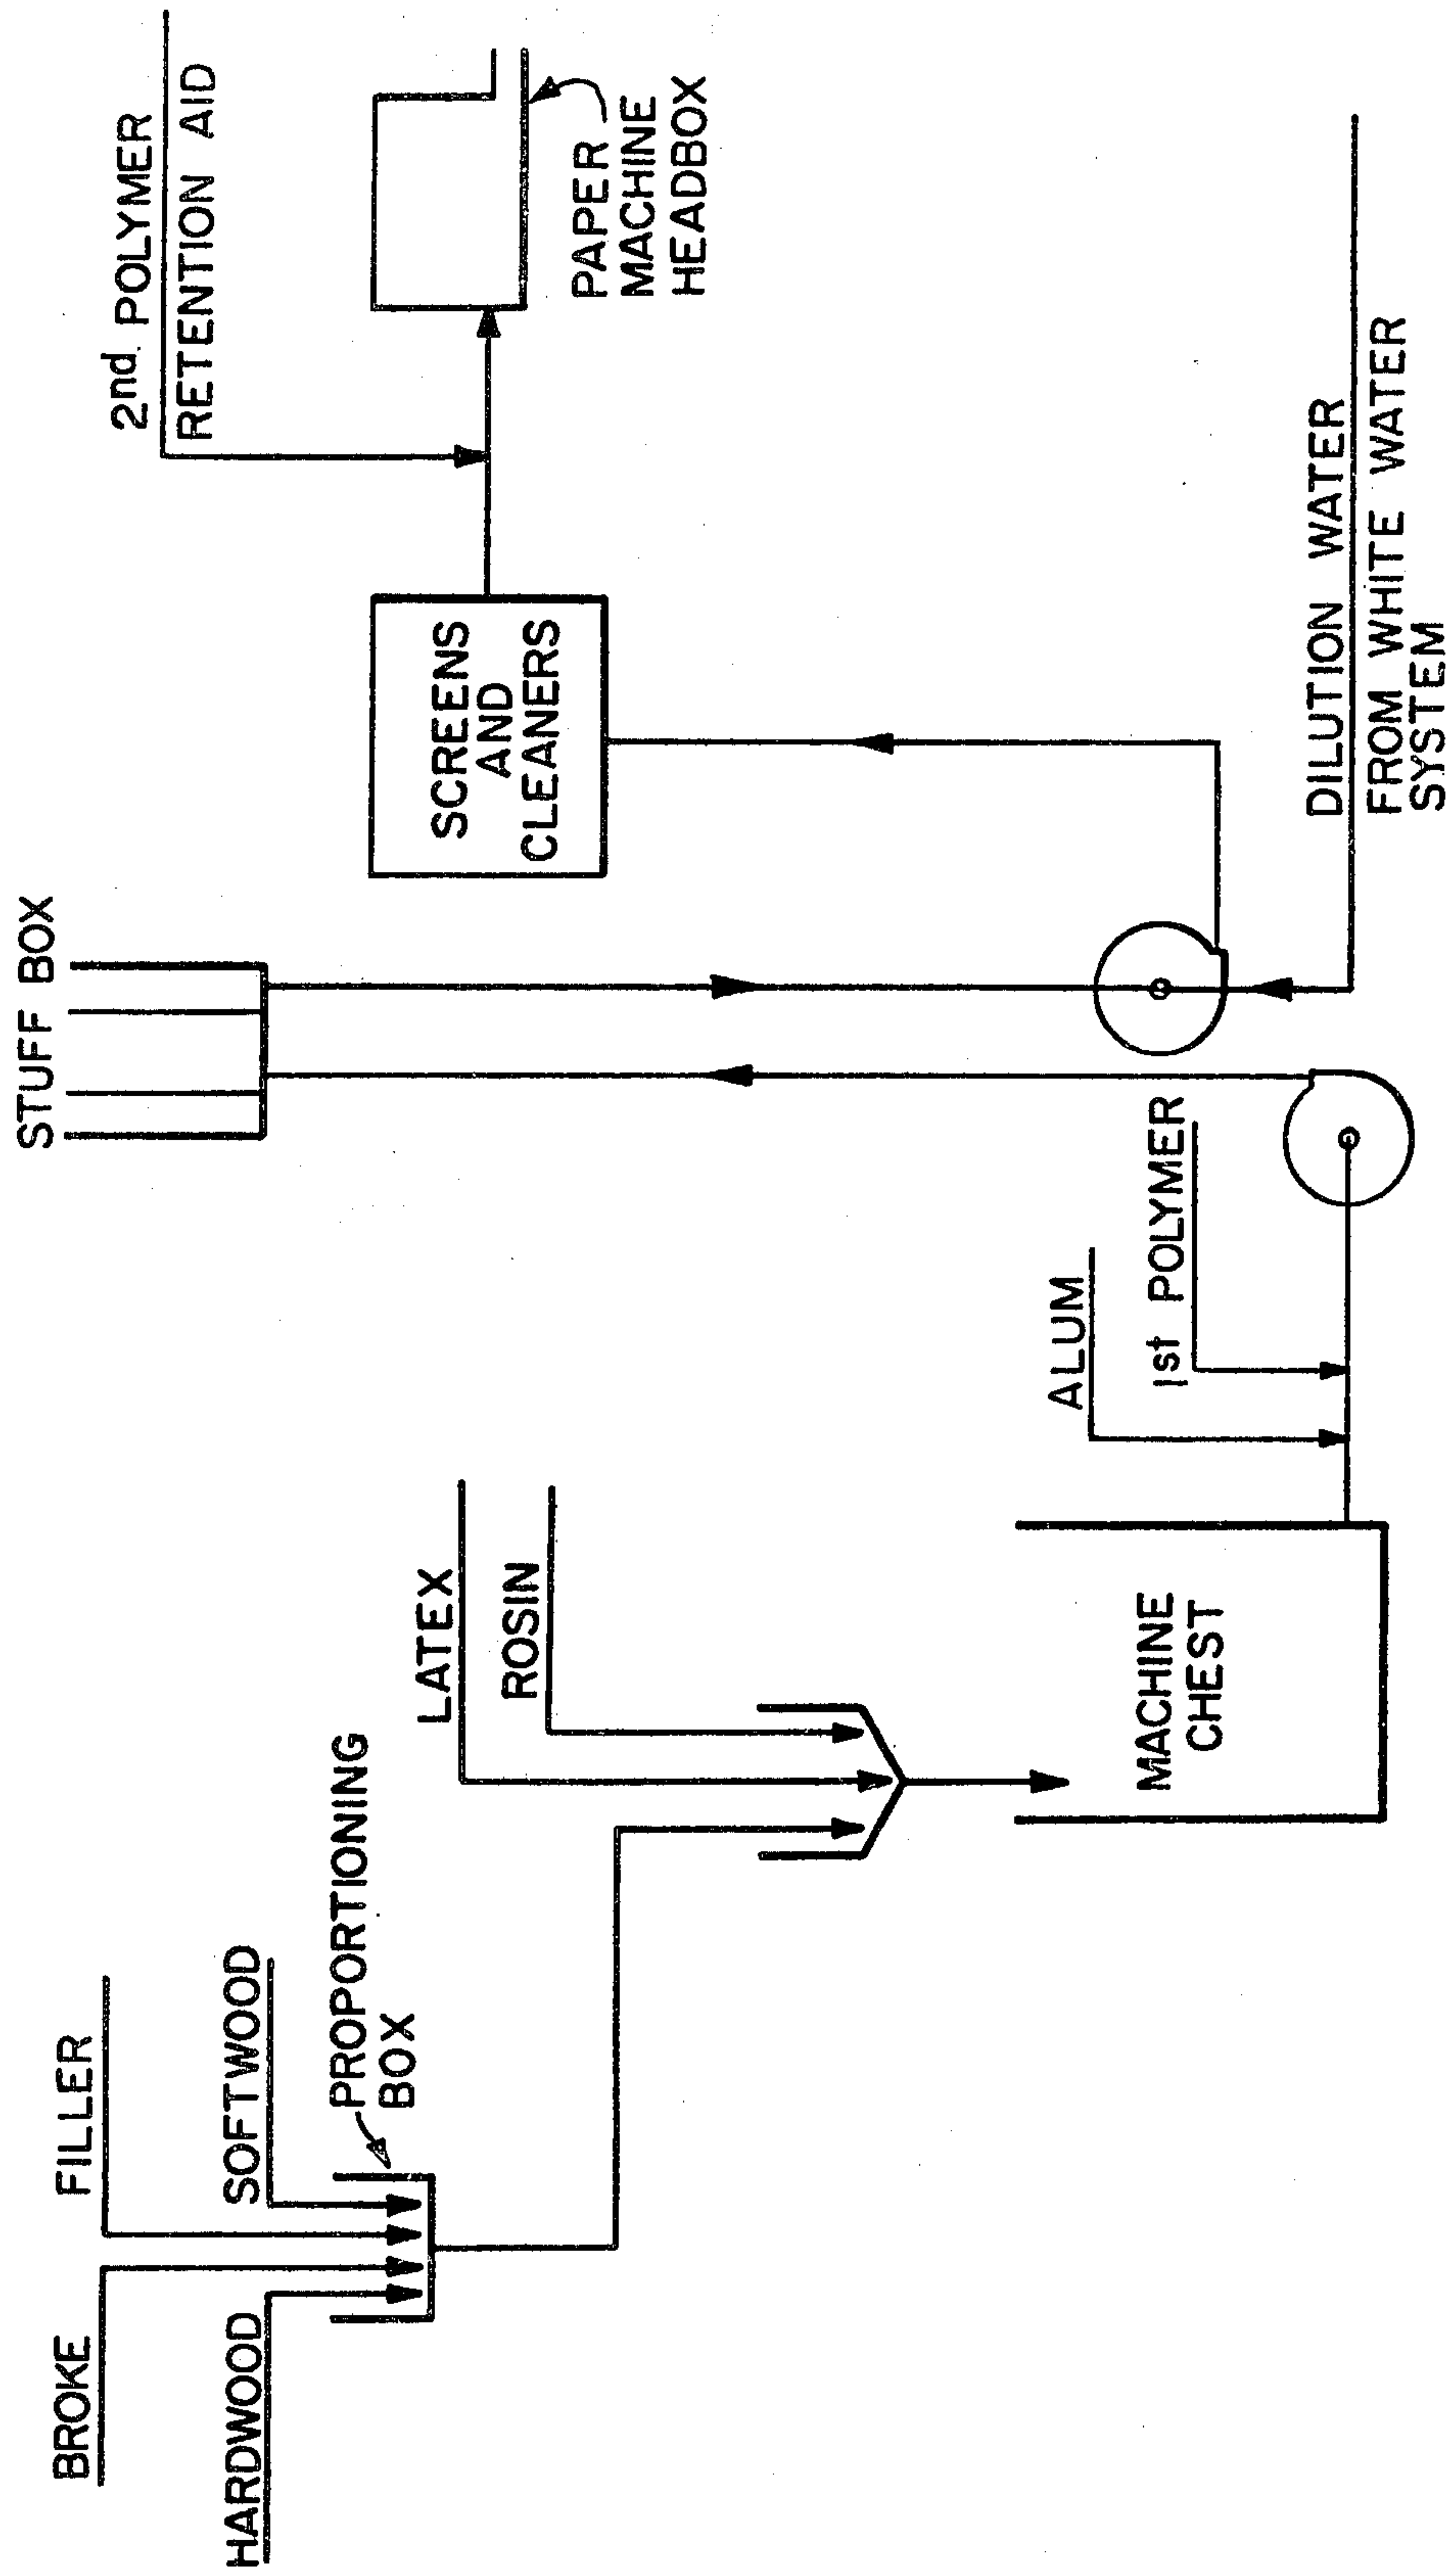 BROKE
FILLER
HARDWOOD
SOFTWOOD
PROPORTIONING
BOX
LATEX
ROSIN
MACHINE
CHEST
ALUM
1st POLYMER
STUFF BOX
SCREENS
AND
CLEANERS
2nd. POLYMER
RETENTION AID
PAPER
MACHINE
HEADBOX
DILUTION WATER
FROM WHITE WATER
SYSTEM